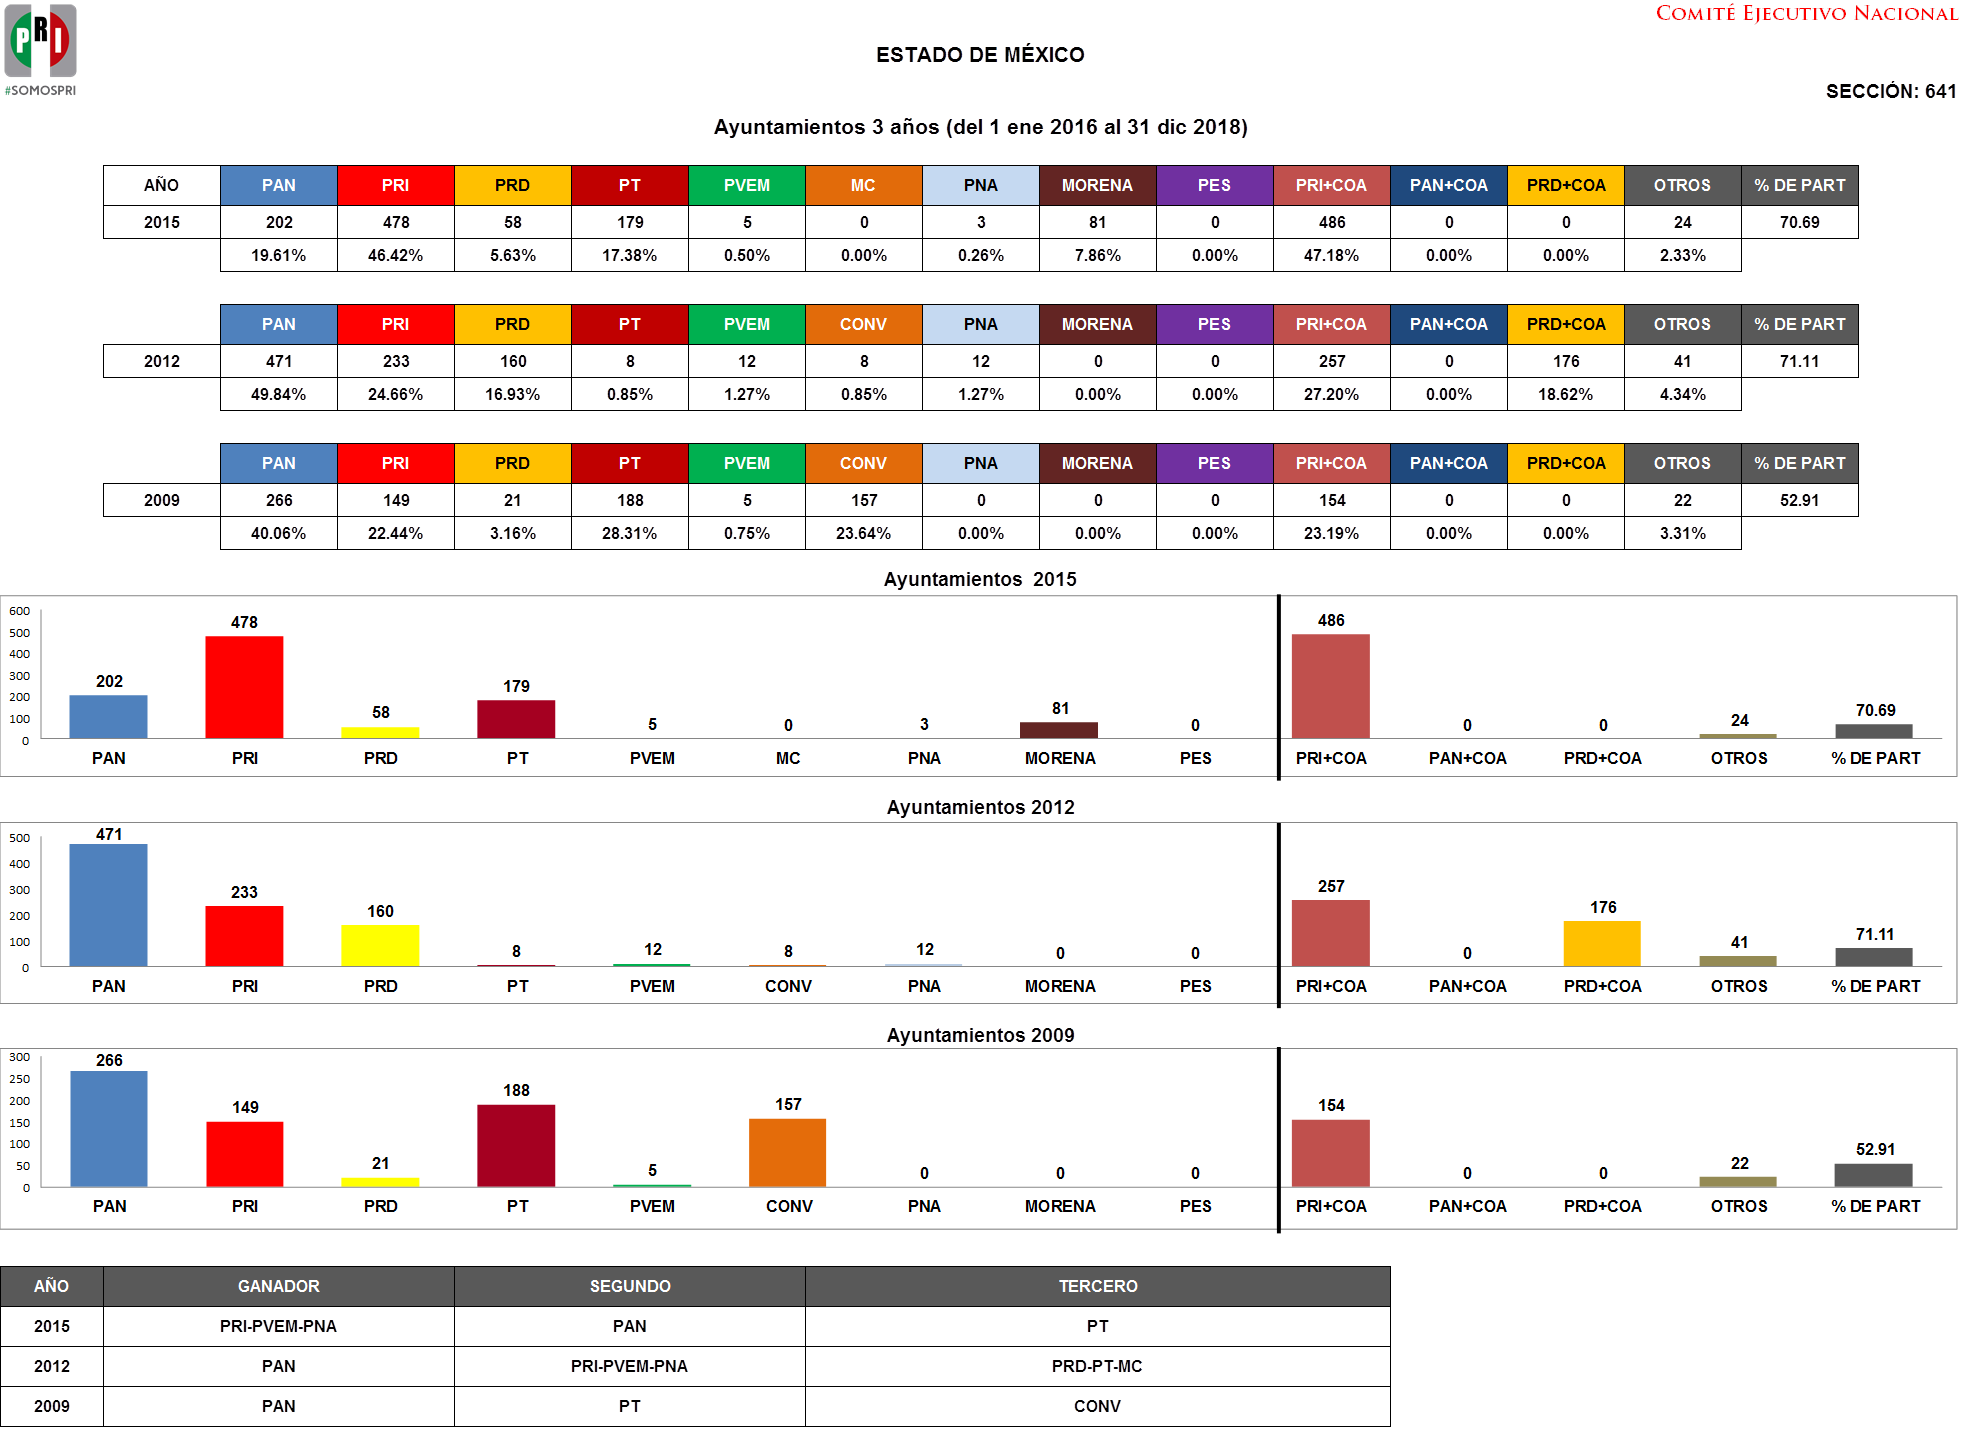 PRI
#SOMOSPRI
COMITÉ EJECUTIVO NACIONAL
ESTADO DE MÉXICO
SECCIÓN: 641
Ayuntamientos 3 años (del 1 ene 2016 al 31 dic 2018)
AÑO PAN PRI PRD PT PVEM MC PNA MORENA PES PRI+COA PAN+COA PRD+COA OTROS % DE PART
2015 202 478 58 179 5 0 3 81 0 486 0 0 24 70.69
19.61% 46.42% 5.63% 17.38% 0.50% 0.00% 0.26% 7.86% 0.00% 47.18% 0.00% 0.00% 2.33%
PAN PRI PRD PT PVEM CONV PNA MORENA PES PRI+COA PAN+COA PRD+COA OTROS % DE PART
2012 471 233 160 8 12 8 12 0 0 257 0 176 41 71.11
49.84% 24.66% 16.93% 0.85% 1.27% 0.85% 1.27% 0.00% 0.00% 27.20% 0.00% 18.62% 4.34%
PAN PRI PRD PT PVEM CONV PNA MORENA PES PRI+COA PAN+COA PRD+COA OTROS % DE PART
2009 266 149 21 188 5 157 0 0 0 154 0 0 22 52.91
40.06% 22.44% 3.16% 28.31% 0.75% 23.64% 0.00% 0.00% 0.00% 23.19% 0.00% 0.00% 3.31%
Ayuntamientos 2015
600
500
400
300
200
100
0
202 478 58 179 5 0 3 81 0 486 0 0 24 70.69
PAN PRI PRD PT PVEM MC PNA MORENA PES PRI+COA PAN+COA PRD+COA OTROS % DE PART
Ayuntamientos 2012
500
400
300
200
100
0
471 233 160 8 12 8 12 0 0 257 0 176 41 71.11
PAN PRI PRD PT PVEM CONV PNA MORENA PES PRI+COA PAN+COA PRD+COA OTROS % DE PART
Ayuntamientos 2009
300
250
200
150
100
50
0
266 149 21 188 5 157 0 0 0 154 0 0 22 52.91
PAN PRI PRD PT PVEM CONV PNA MORENA PES PRI+COA PAN+COA PRD+COA OTROS % DE PART
AÑO GANADOR SEGUNDO TERCERO
2015 PRI-PVEM-PNA PAN PT
2012 PAN PRI-PVEM-PNA PRD-PT-MC
2009 PAN PT CONV